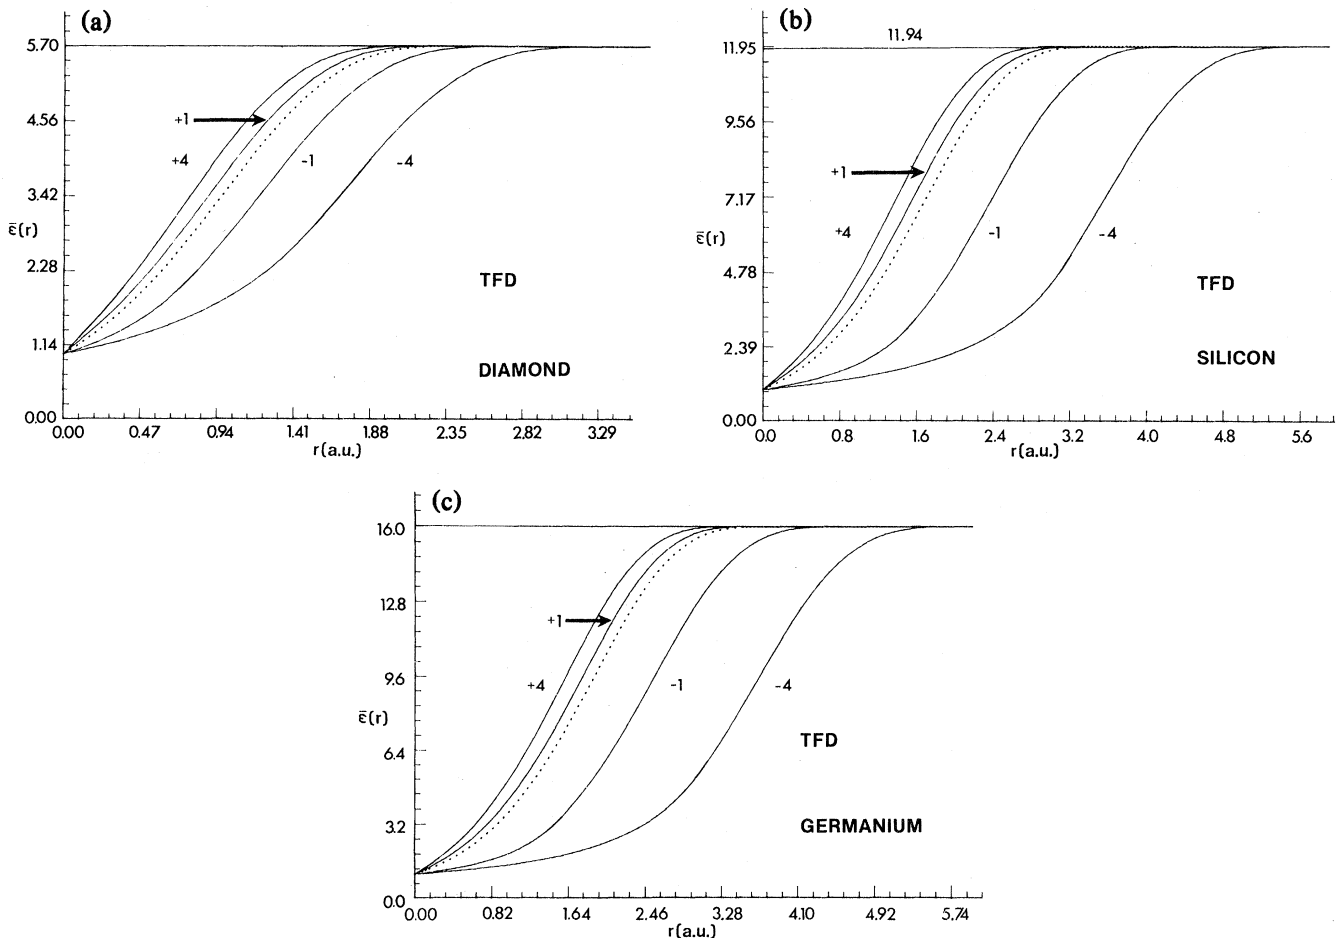 (a)
5.70
4.56
3.42
ε̄(r)
2.28
1.14
0.00
+1
+4
-1
-4
TFD
DIAMOND
0.00 0.47 0.94 1.41 1.88 2.35 2.82 3.29
r(a.u.)
(b)
11.94
11.95
9.56
7.17
ε̄(r)
4.78
2.39
0.00
+1
+4
-1
-4
TFD
SILICON
0.0 0.8 1.6 2.4 3.2 4.0 4.8 5.6
r(a.u.)
(c)
16.0
12.8
9.6
ε̄(r)
6.4
3.2
0.0
+1
+4
-1
-4
TFD
GERMANIUM
0.00 0.82 1.64 2.46 3.28 4.10 4.92 5.74
r(a.u.)